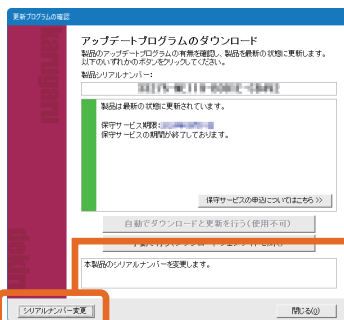 更新プログラムの確認
アップデートプログラムのダウンロード
製品のアップデートプログラムの有無を確認し、製品を最新の状態に更新します。
以下のいずれかのボタンをクリックしてください。
製品シリアルナンバー:
製品は最新の状態に更新されています。
保守サービス期限:
保守サービスの期間が終了しております。
保守サービスの申込についてはこちら >>
自動でダウンロードと更新を行う(使用不可)
本製品のシリアルナンバーを変更します。
シリアルナンバー変更
閉じる(Q)
karugaru